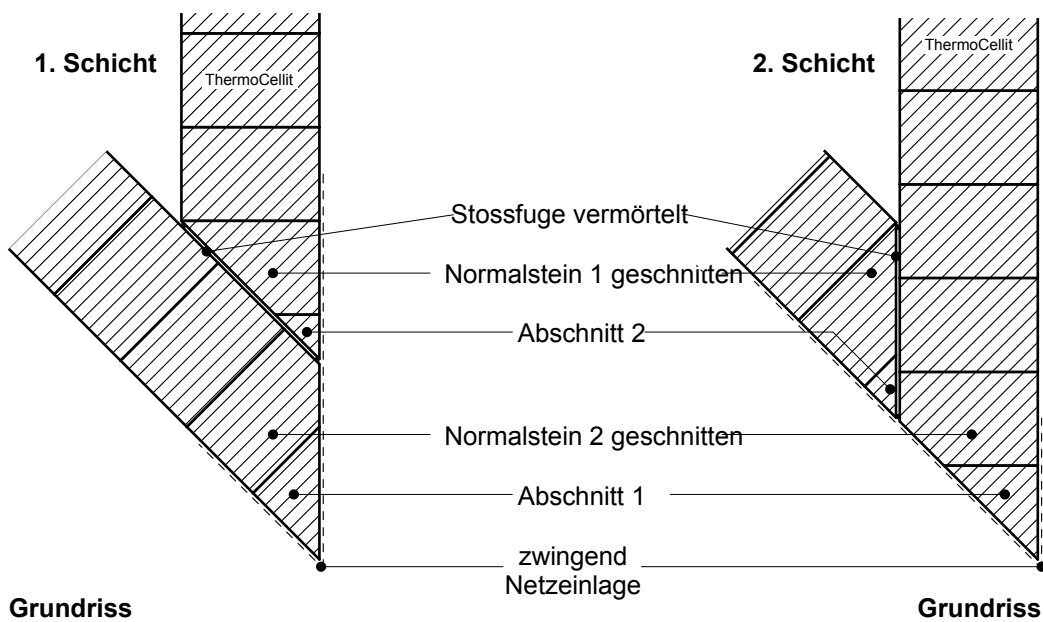 1. Schicht
ThermoCellit
2. Schicht
ThermoCellit
Stossfuge vermörtelt
Normalstein 1 geschnitten
Abschnitt 2
Normalstein 2 geschnitten
Abschnitt 1
zwingend
Netzeinlage
Grundriss
Grundriss